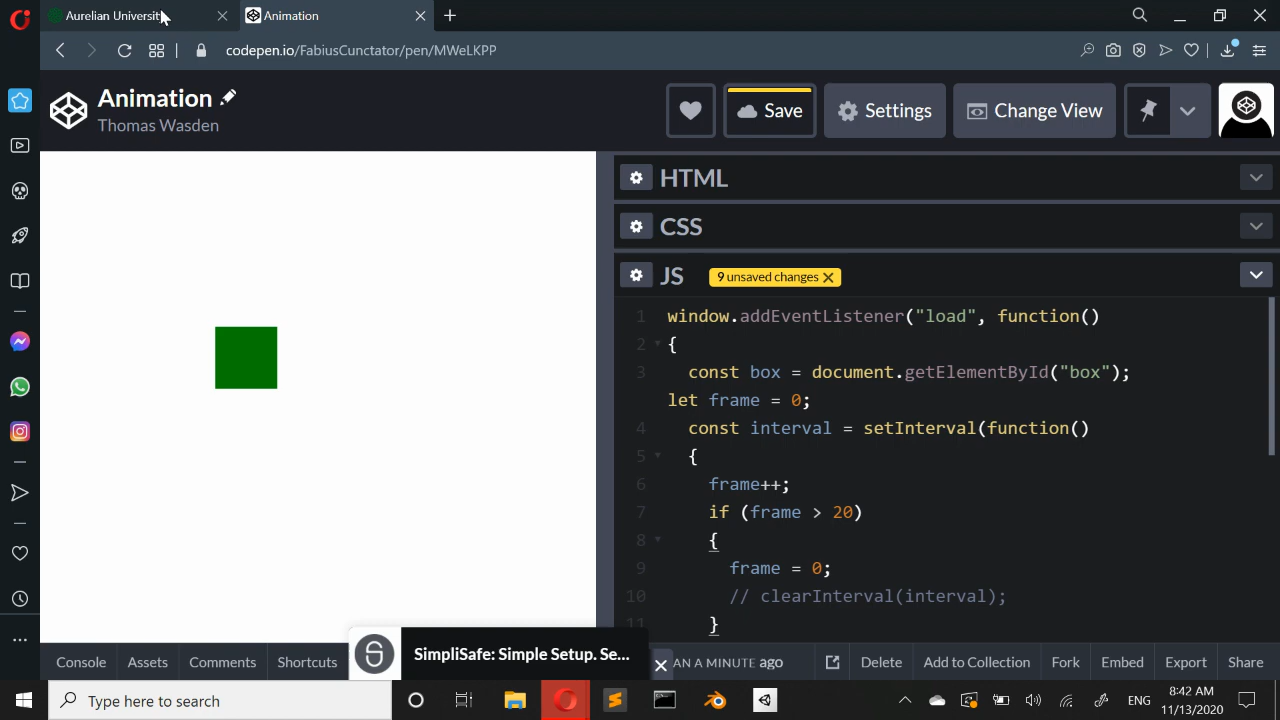 Aurelian Universit
Animation
codepen.io/FabiusCunctator/pen/MWeLKPP
Animation
Thomas Wasden
Save
Settings
Change View
HTML
CSS
JS
9 unsaved changes
1 window.addEventListener("load", function()
2 {
3 const box = document.getElementById("box");
let frame = 0;
4 const interval = setInterval(function()
5 {
6 frame++;
7 if (frame > 20)
8 {
9 frame = 0;
10 // clearInterval(interval);
11 }
Console
Assets
Comments
Shortcuts
SimpliSafe: Simple Setup. Se...
AN A MINUTE ago
Delete
Add to Collection
Fork
Embed
Export
Share
Type here to search
ENG
8:42 AM
11/13/2020